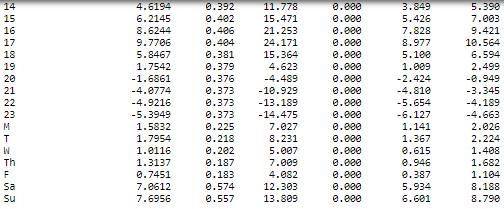 14 4.6194 0.392 11.778 0.000 3.849 5.390
15 6.2145 0.402 15.471 0.000 5.426 7.003
16 8.6244 0.406 21.253 0.000 7.828 9.421
17 9.7706 0.404 24.171 0.000 8.977 10.564
18 5.8467 0.381 15.364 0.000 5.100 6.594
19 1.7542 0.379 4.623 0.000 1.009 2.499
20 -1.6861 0.376 -4.489 0.000 -2.424 -0.949
21 -4.0774 0.373 -10.929 0.000 -4.810 -3.345
22 -4.9216 0.373 -13.189 0.000 -5.654 -4.189
23 -5.3949 0.373 -14.475 0.000 -6.127 -4.663
M 1.5832 0.225 7.027 0.000 1.141 2.026
T 1.7954 0.218 8.231 0.000 1.367 2.224
W 1.0116 0.202 5.007 0.000 0.615 1.408
Th 1.3137 0.187 7.009 0.000 0.946 1.682
F 0.7451 0.183 4.082 0.000 0.387 1.104
Sa 7.0612 0.574 12.303 0.000 5.934 8.188
Su 7.6956 0.557 13.809 0.000 6.601 8.790